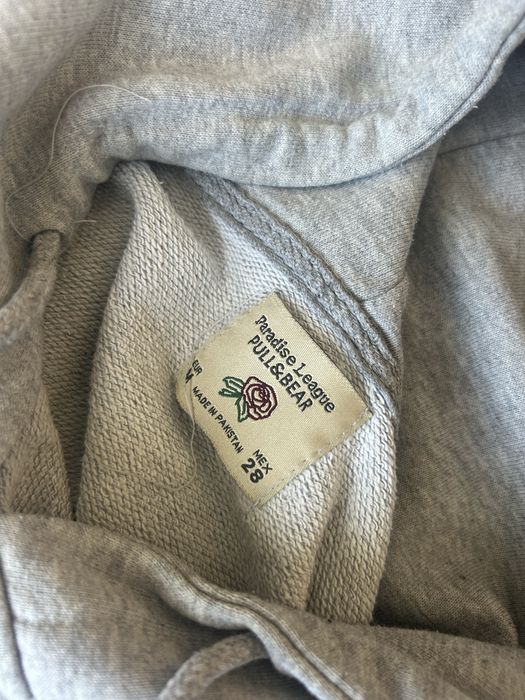 Paradise League
PULL&BEAR
EUR
M
MADE IN PAKISTAN
MEX
28